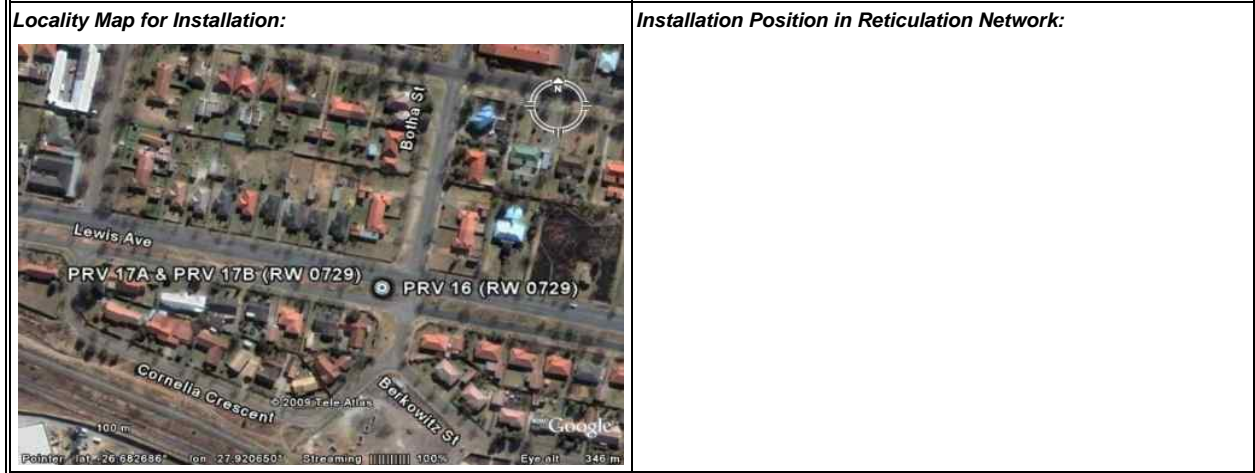 Locality Map for Installation:
Installation Position in Reticulation Network:
N
Botha St
Lewis Ave
PRV 17A & PRV 17B (RW 0729)
PRV 16 (RW 0729)
Cornelia Crescent
Berkowitz St
© 2009 Tele Atlas
100 m
Google
Pointer lat -26.682686° lon 27.920650° Streaming |||||||||| 100% Eye alt 346 m